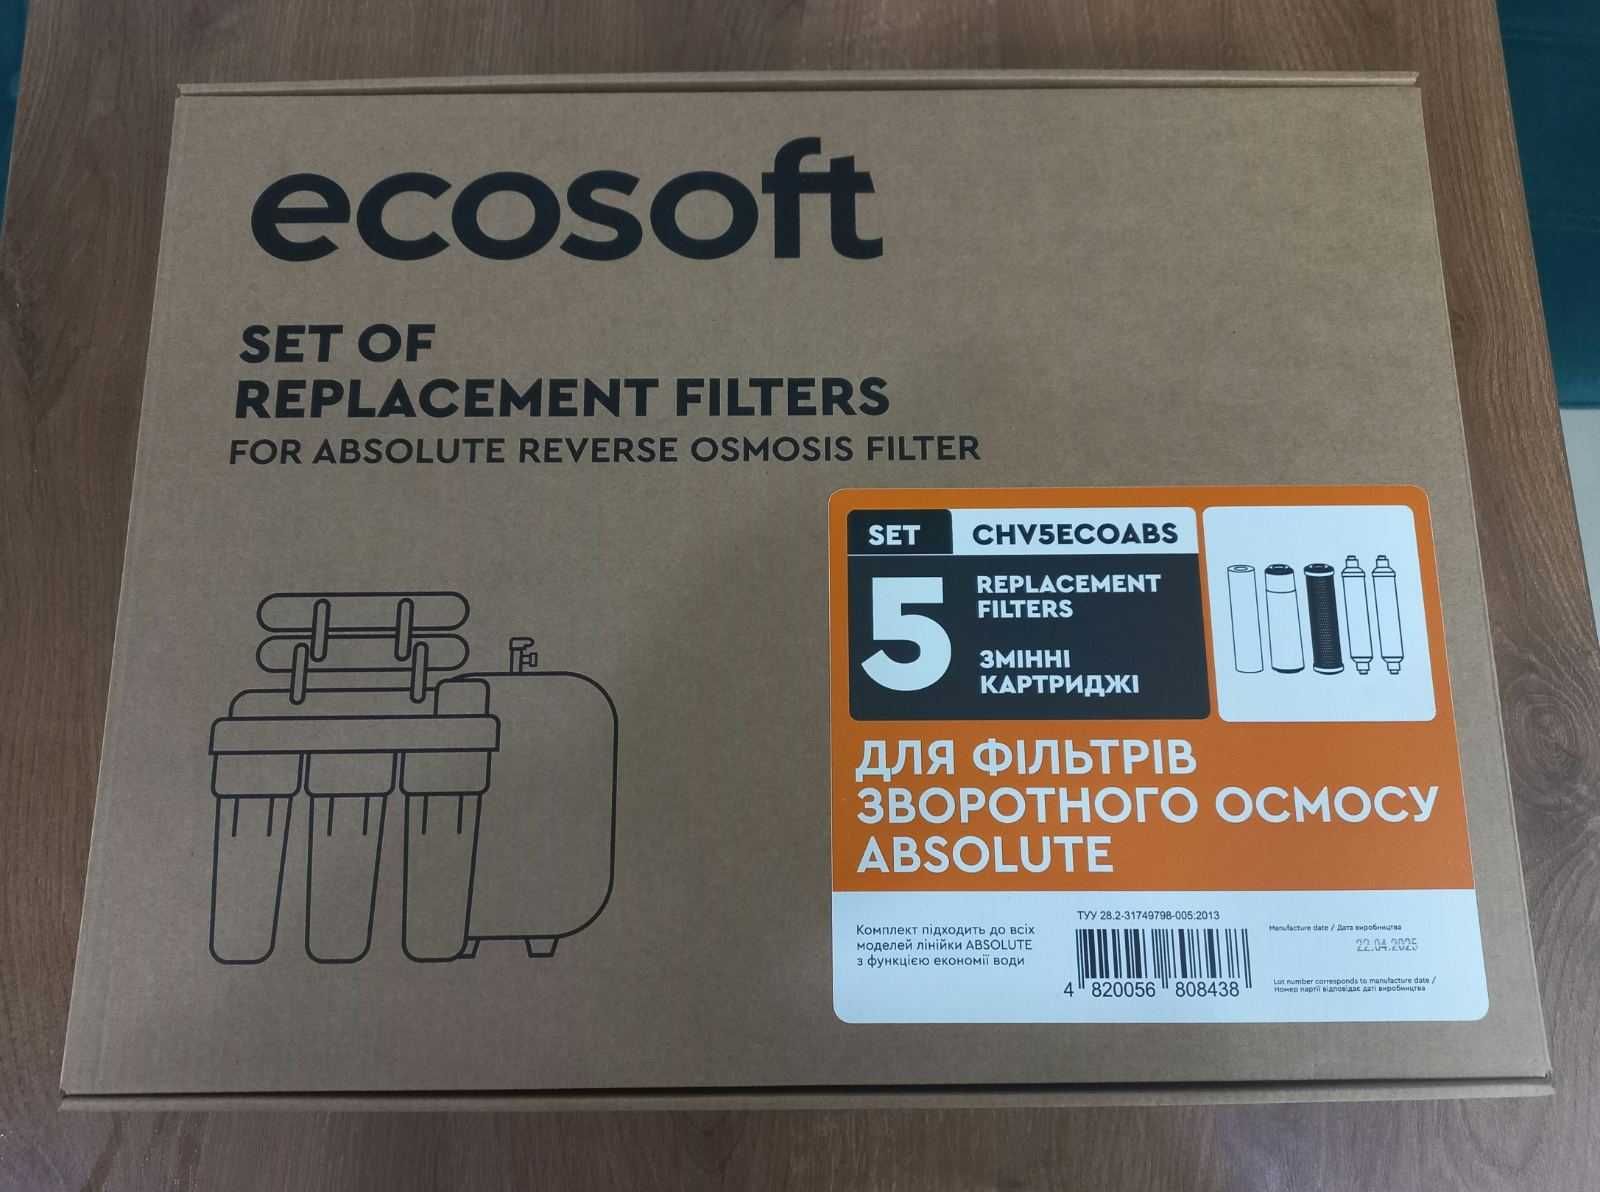 ecosoft
SET OF
REPLACEMENT FILTERS
FOR ABSOLUTE REVERSE OSMOSIS FILTER
SET CHV5ECOABS
5
REPLACEMENT
FILTERS
ЗМІННІ
КАРТРИДЖІ
ДЛЯ ФІЛЬТРІВ
ЗВОРОТНОГО ОСМОСУ
ABSOLUTE
Комплект підходить до всіх
моделей лінійки ABSOLUTE
з функцією економії води
ТУУ 28.2-31749798-005:2013
4 820056 808438
Manufacture date / Дата виробництва
22.04.2025
Lot number corresponds to manufacture date /
Номер партії відповідає даті виробництва